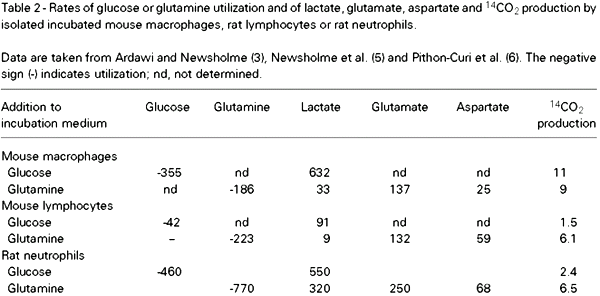 Table 2 - Rates of glucose or glutamine utilization and of lactate, glutamate, aspartate and ¹⁴CO₂ production by
isolated incubated mouse macrophages, rat lymphocytes or rat neutrophils.
Data are taken from Ardawi and Newsholme (3), Newsholme et al. (5) and Pithon-Curi et al. (6). The negative
sign (-) indicates utilization; nd, not determined.
Addition to Glucose Glutamine Lactate Glutamate Aspartate ¹⁴CO₂
incubation medium production
Mouse macrophages
Glucose -355 nd 632 nd nd 11
Glutamine nd -186 33 137 25 9
Mouse lymphocytes
Glucose -42 nd 91 nd nd 1.5
Glutamine – -223 9 132 59 6.1
Rat neutrophils
Glucose -460 550 2.4
Glutamine -770 320 250 68 6.5